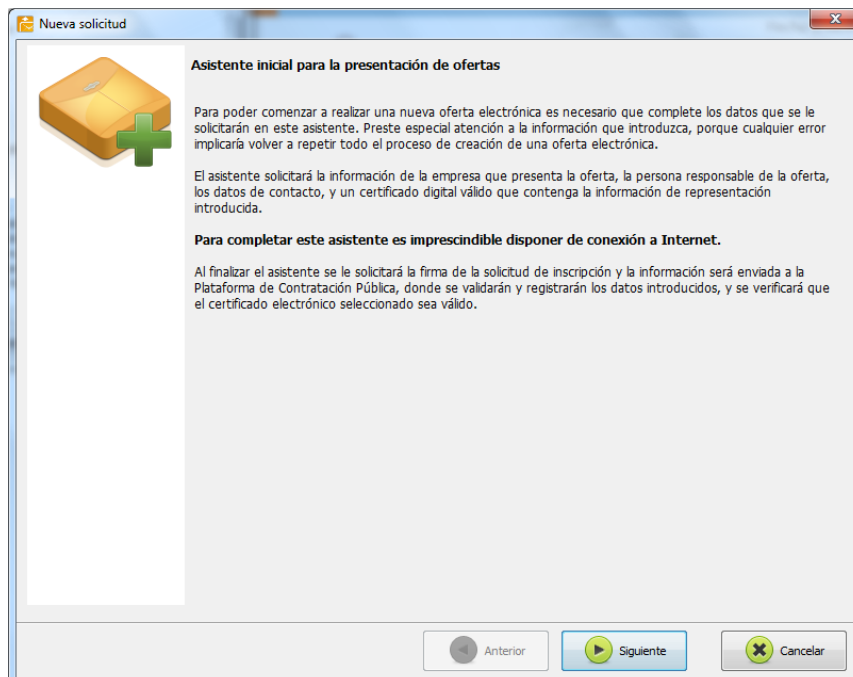 Nueva solicitud
Asistente inicial para la presentación de ofertas
Para poder comenzar a realizar una nueva oferta electrónica es necesario que complete los datos que se le
solicitarán en este asistente. Preste especial atención a la información que introduzca, porque cualquier error
implicaría volver a repetir todo el proceso de creación de una oferta electrónica.
El asistente solicitará la información de la empresa que presenta la oferta, la persona responsable de la oferta,
los datos de contacto, y un certificado digital válido que contenga la información de representación
introducida.
Para completar este asistente es imprescindible disponer de conexión a Internet.
Al finalizar el asistente se le solicitará la firma de la solicitud de inscripción y la información será enviada a la
Plataforma de Contratación Pública, donde se validarán y registrarán los datos introducidos, y se verificará que
el certificado electrónico seleccionado sea válido.
Anterior
Siguiente
Cancelar